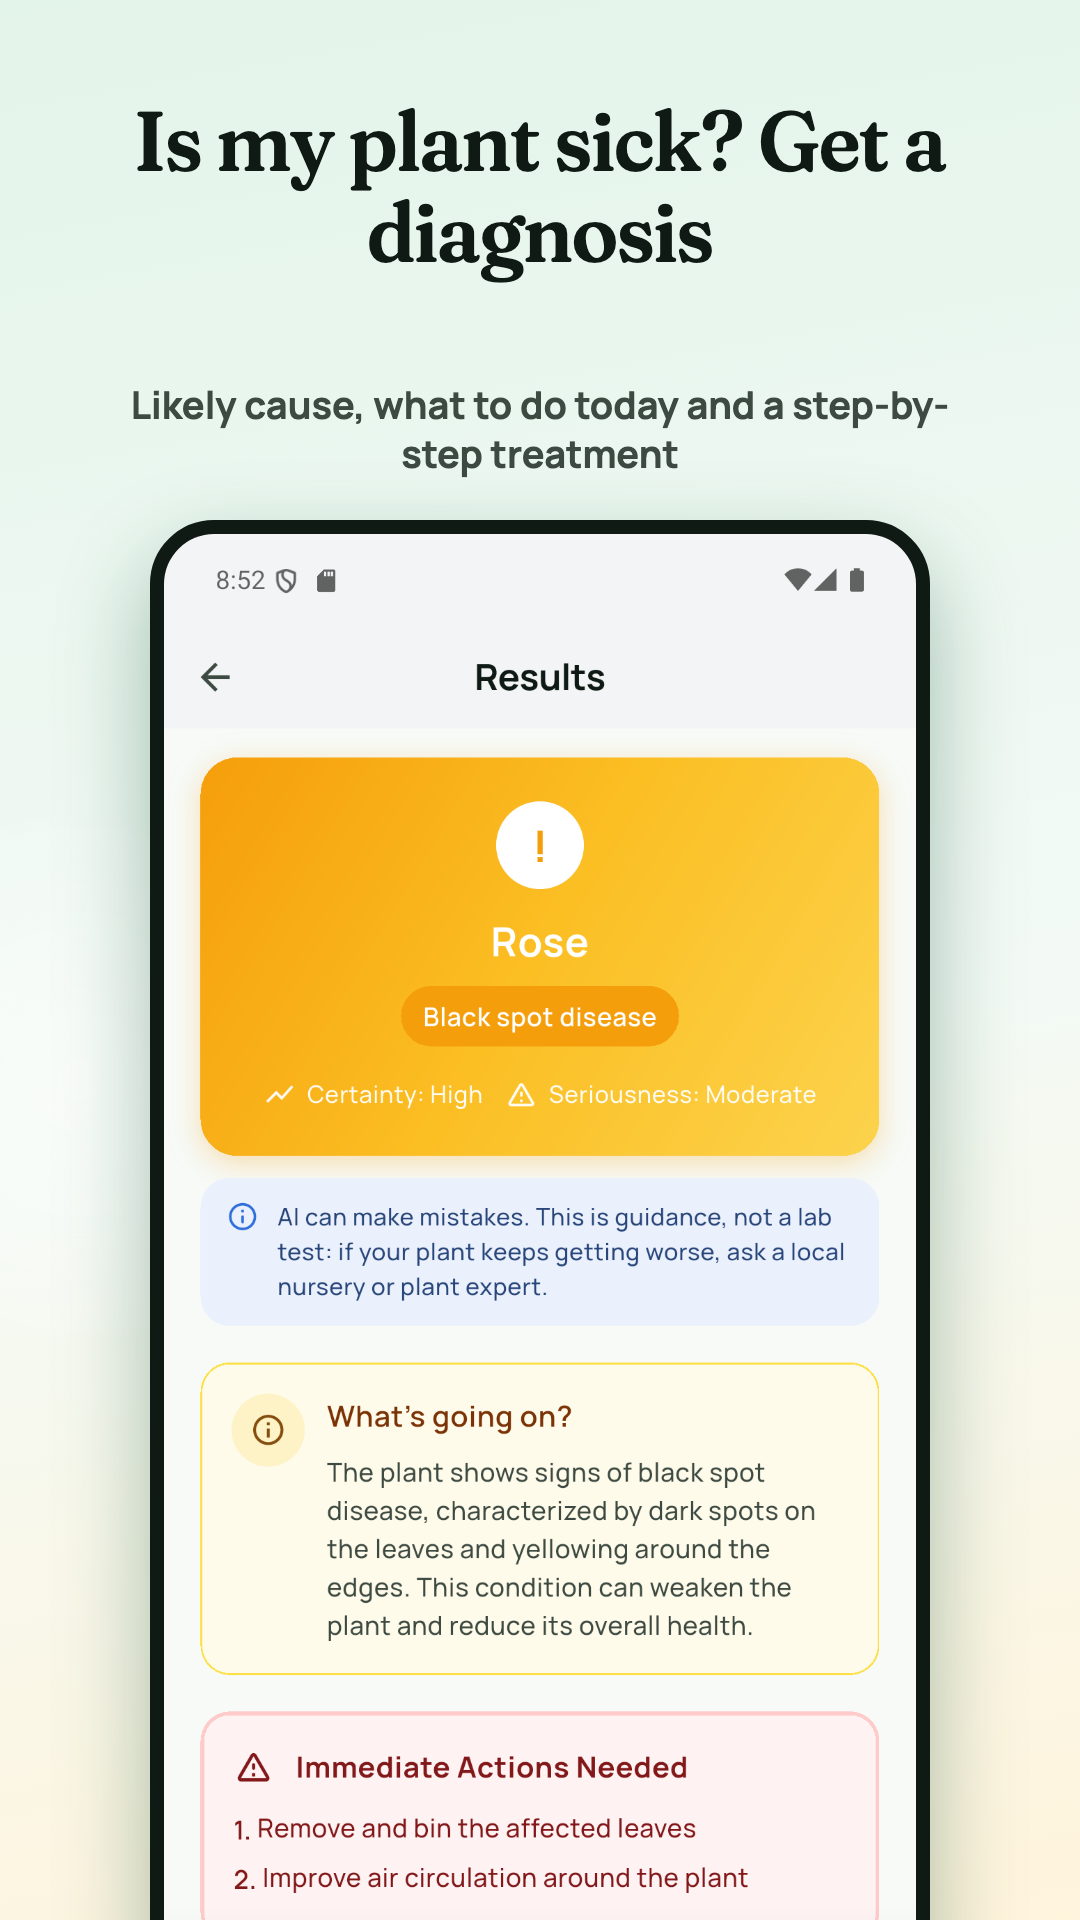 Is my plant sick? Get a
diagnosis
Likely cause, what to do today and a step-by-
step treatment
8:52
Results
!
Rose
Black spot disease
Certainty: High Seriousness: Moderate
AI can make mistakes. This is guidance, not a lab
test: if your plant keeps getting worse, ask a local
nursery or plant expert.
What's going on?
The plant shows signs of black spot
disease, characterized by dark spots on
the leaves and yellowing around the
edges. This condition can weaken the
plant and reduce its overall health.
Immediate Actions Needed
1. Remove and bin the affected leaves
2. Improve air circulation around the plant